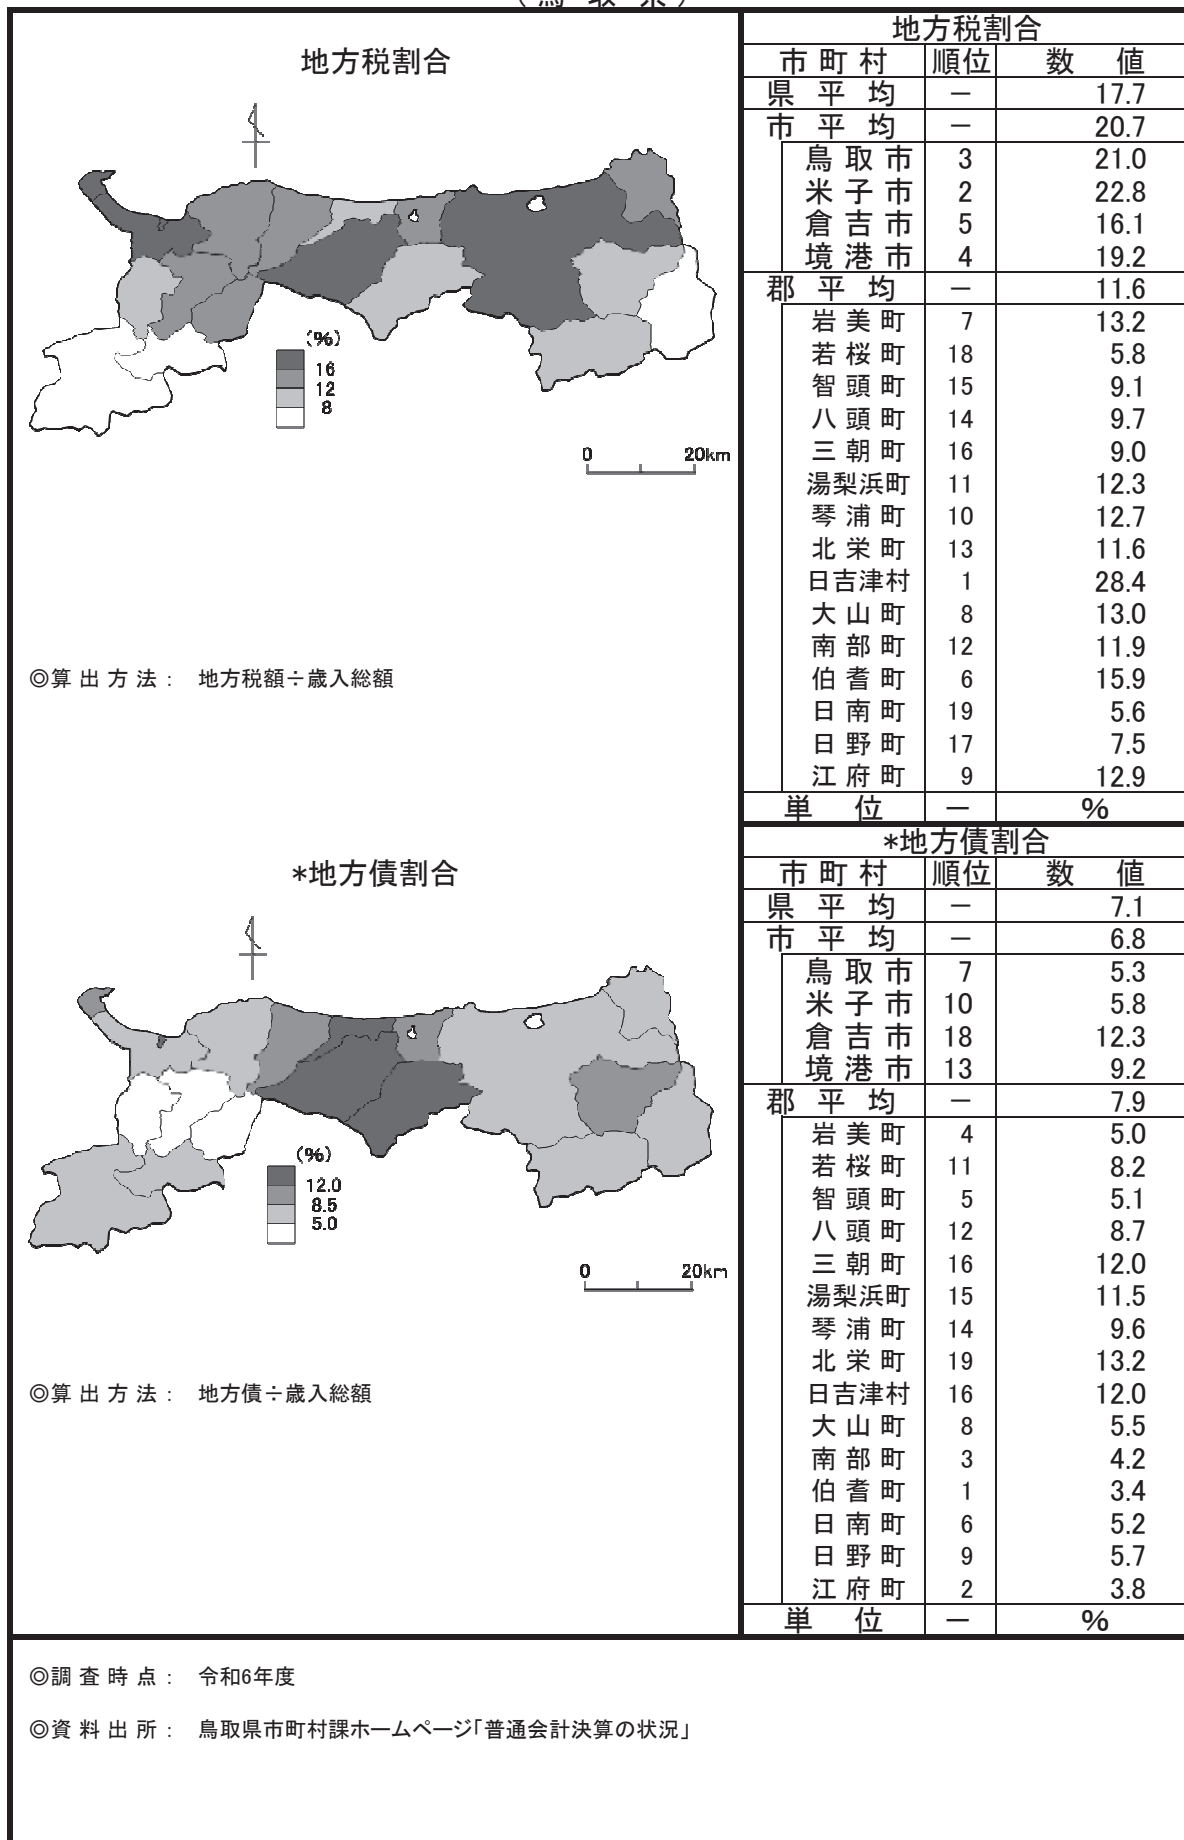 (鳥取県)
地方税割合
(%)
16
12
8
0 20km
◎算出方法： 地方税額÷歳入総額
地方税割合
市町村 順位 数値
県平均 － 17.7
市平均 － 20.7
鳥取市 3 21.0
米子市 2 22.8
倉吉市 5 16.1
境港市 4 19.2
郡平均 － 11.6
岩美町 7 13.2
若桜町 18 5.8
智頭町 15 9.1
八頭町 14 9.7
三朝町 16 9.0
湯梨浜町 11 12.3
琴浦町 10 12.7
北栄町 13 11.6
日吉津村 1 28.4
大山町 8 13.0
南部町 12 11.9
伯耆町 6 15.9
日南町 19 5.6
日野町 17 7.5
江府町 9 12.9
単位 － %
*地方債割合
(%)
12.0
8.5
5.0
0 20km
◎算出方法： 地方債÷歳入総額
*地方債割合
市町村 順位 数値
県平均 － 7.1
市平均 － 6.8
鳥取市 7 5.3
米子市 10 5.8
倉吉市 18 12.3
境港市 13 9.2
郡平均 － 7.9
岩美町 4 5.0
若桜町 11 8.2
智頭町 5 5.1
八頭町 12 8.7
三朝町 16 12.0
湯梨浜町 15 11.5
琴浦町 14 9.6
北栄町 19 13.2
日吉津村 16 12.0
大山町 8 5.5
南部町 3 4.2
伯耆町 1 3.4
日南町 6 5.2
日野町 9 5.7
江府町 2 3.8
単位 － %
◎調査時点： 令和6年度
◎資料出所： 鳥取県市町村課ホームページ「普通会計決算の状況」